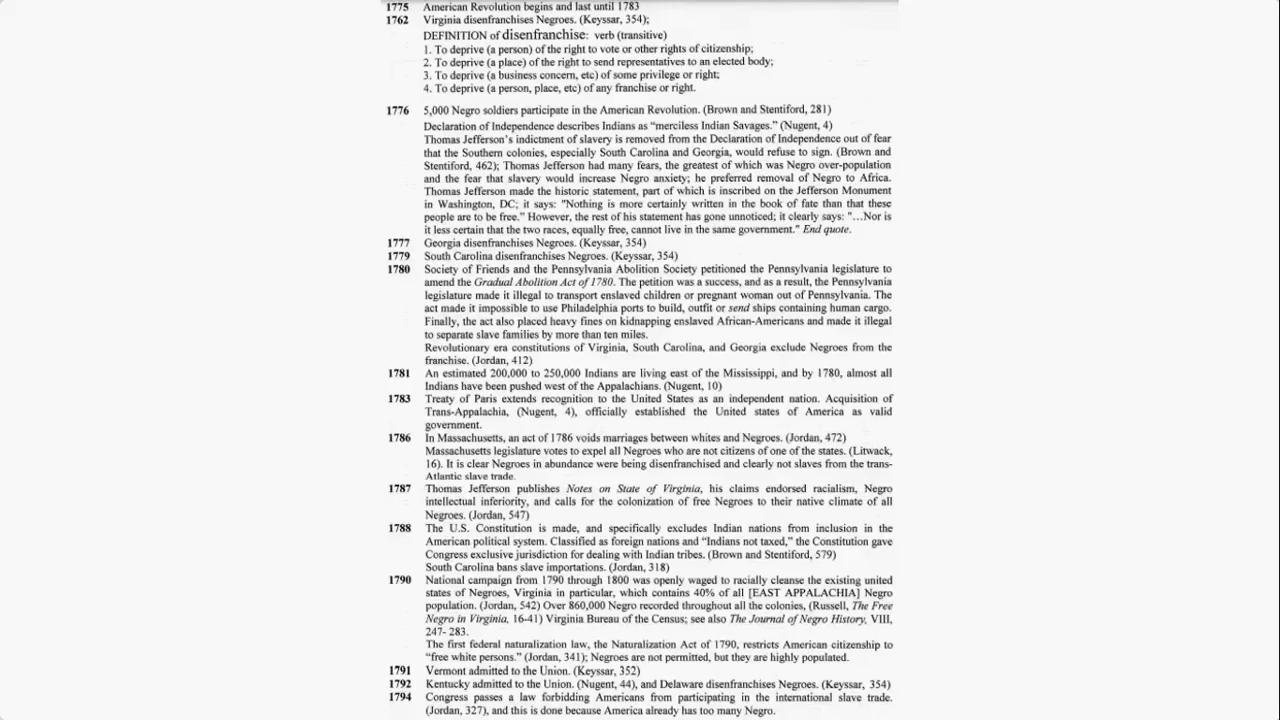 1775 American Revolution begins and last until 1783
1762 Virginia disenfranchises Negroes. (Keyssar, 354);
DEFINITION of disenfranchise: verb (transitive)
1. To deprive (a person) of the right to vote or other rights of citizenship;
2. To deprive (a place) of the right to send representatives to an elected body;
3. To deprive (a business concern, etc) of some privilege or right;
4. To deprive (a person, place, etc) of any franchise or right.
1776 5,000 Negro soldiers participate in the American Revolution. (Brown and Stentiford, 281)
Declaration of Independence describes Indians as “merciless Indian Savages.” (Nugent, 4)
Thomas Jefferson’s indictment of slavery is removed from the Declaration of Independence out of fear
that the Southern colonies, especially South Carolina and Georgia, would refuse to sign. (Brown and
Stentiford, 462); Thomas Jefferson had many fears, the greatest of which was Negro over-population
and the fear that slavery would increase Negro anxiety; he preferred removal of Negro to Africa.
Thomas Jefferson made the historic statement, part of which is inscribed on the Jefferson Monument
in Washington, DC; it says: "Nothing is more certainly written in the book of fate than that these
people are to be free." However, the rest of his statement has gone unnoticed; it clearly says: "…Nor is
it less certain that the two races, equally free, cannot live in the same government." End quote.
1777 Georgia disenfranchises Negroes. (Keyssar, 354)
1779 South Carolina disenfranchises Negroes. (Keyssar, 354)
1780 Society of Friends and the Pennsylvania Abolition Society petitioned the Pennsylvania legislature to
amend the Gradual Abolition Act of 1780. The petition was a success, and as a result, the Pennsylvania
legislature made it illegal to transport enslaved children or pregnant woman out of Pennsylvania. The
act made it impossible to use Philadelphia ports to build, outfit or send ships containing human cargo.
Finally, the act also placed heavy fines on kidnapping enslaved African-Americans and made it illegal
to separate slave families by more than ten miles.
Revolutionary era constitutions of Virginia, South Carolina, and Georgia exclude Negroes from the
franchise. (Jordan, 412)
1781 An estimated 200,000 to 250,000 Indians are living east of the Mississippi, and by 1780, almost all
Indians have been pushed west of the Appalachians. (Nugent, 10)
1783 Treaty of Paris extends recognition to the United States as an independent nation. Acquisition of
Trans-Appalachia, (Nugent, 4), officially established the United states of America as valid
government.
1786 In Massachusetts, an act of 1786 voids marriages between whites and Negroes. (Jordan, 472)
Massachusetts legislature votes to expel all Negroes who are not citizens of one of the states. (Litwack,
16). It is clear Negroes in abundance were being disenfranchised and clearly not slaves from the trans-
Atlantic slave trade.
1787 Thomas Jefferson publishes Notes on State of Virginia, his claims endorsed racialism, Negro
intellectual inferiority, and calls for the colonization of free Negroes to their native climate of all
Negroes. (Jordan, 547)
1788 The U.S. Constitution is made, and specifically excludes Indian nations from inclusion in the
American political system. Classified as foreign nations and “Indians not taxed,” the Constitution gave
Congress exclusive jurisdiction for dealing with Indian tribes. (Brown and Stentiford, 579)
South Carolina bans slave importations. (Jordan, 318)
1790 National campaign from 1790 through 1800 was openly waged to racially cleanse the existing united
states of Negroes, Virginia in particular, which contains 40% of all [EAST APPALACHIA] Negro
population. (Jordan, 542) Over 860,000 Negro recorded throughout all the colonies, (Russell, The Free
Negro in Virginia, 16-41) Virginia Bureau of the Census; see also The Journal of Negro History, VIII,
247- 283.
The first federal naturalization law, the Naturalization Act of 1790, restricts American citizenship to
“free white persons.” (Jordan, 341); Negroes are not permitted, but they are highly populated.
1791 Vermont admitted to the Union. (Keyssar, 352)
1792 Kentucky admitted to the Union. (Nugent, 44), and Delaware disenfranchises Negroes. (Keyssar, 354)
1794 Congress passes a law forbidding Americans from participating in the international slave trade.
(Jordan, 327), and this is done because America already has too many Negro.